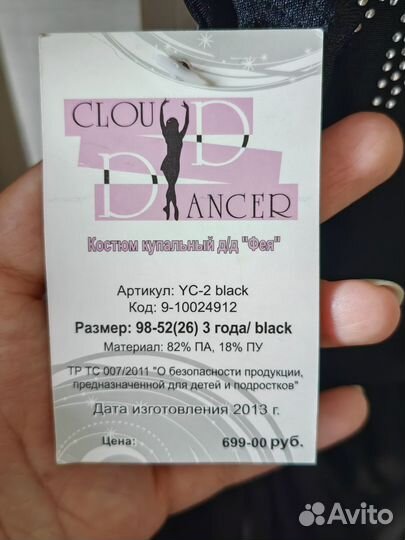 CLOUD
DANCER
Костюм купальный д/д "Фея"
Артикул: YC-2 black
Код: 9-10024912
Размер: 98-52(26) 3 года/ black
Материал: 82% ПА, 18% ПУ
ТР ТС 007/2011 "О безопасности продукции,
предназначенной для детей и подростков"
Дата изготовления 2013 г.
Цена: 699-00 руб.
Avito